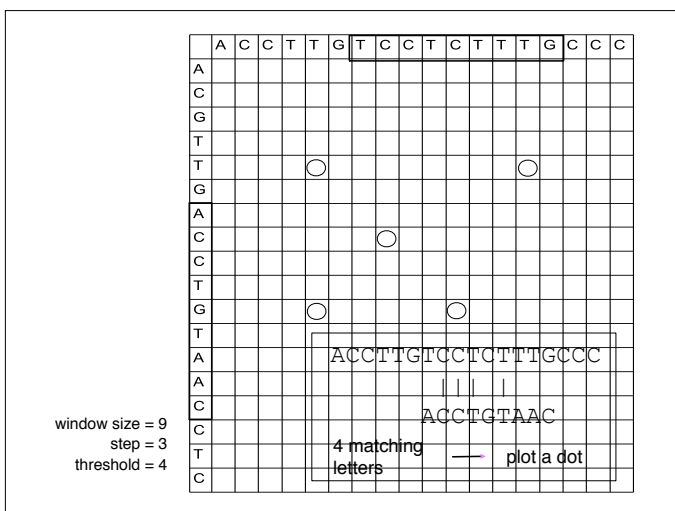 A C C T T G T C C T C T T T G C C C
A
C
G
T
T
G
A
C
C
T
G
T
A
A
C
C
T
C
ACCTTGTCCTCTTTGCCC
| | | |
ACCTGTAAC
4 matching
letters
plot a dot
window size = 9
step = 3
threshold = 4